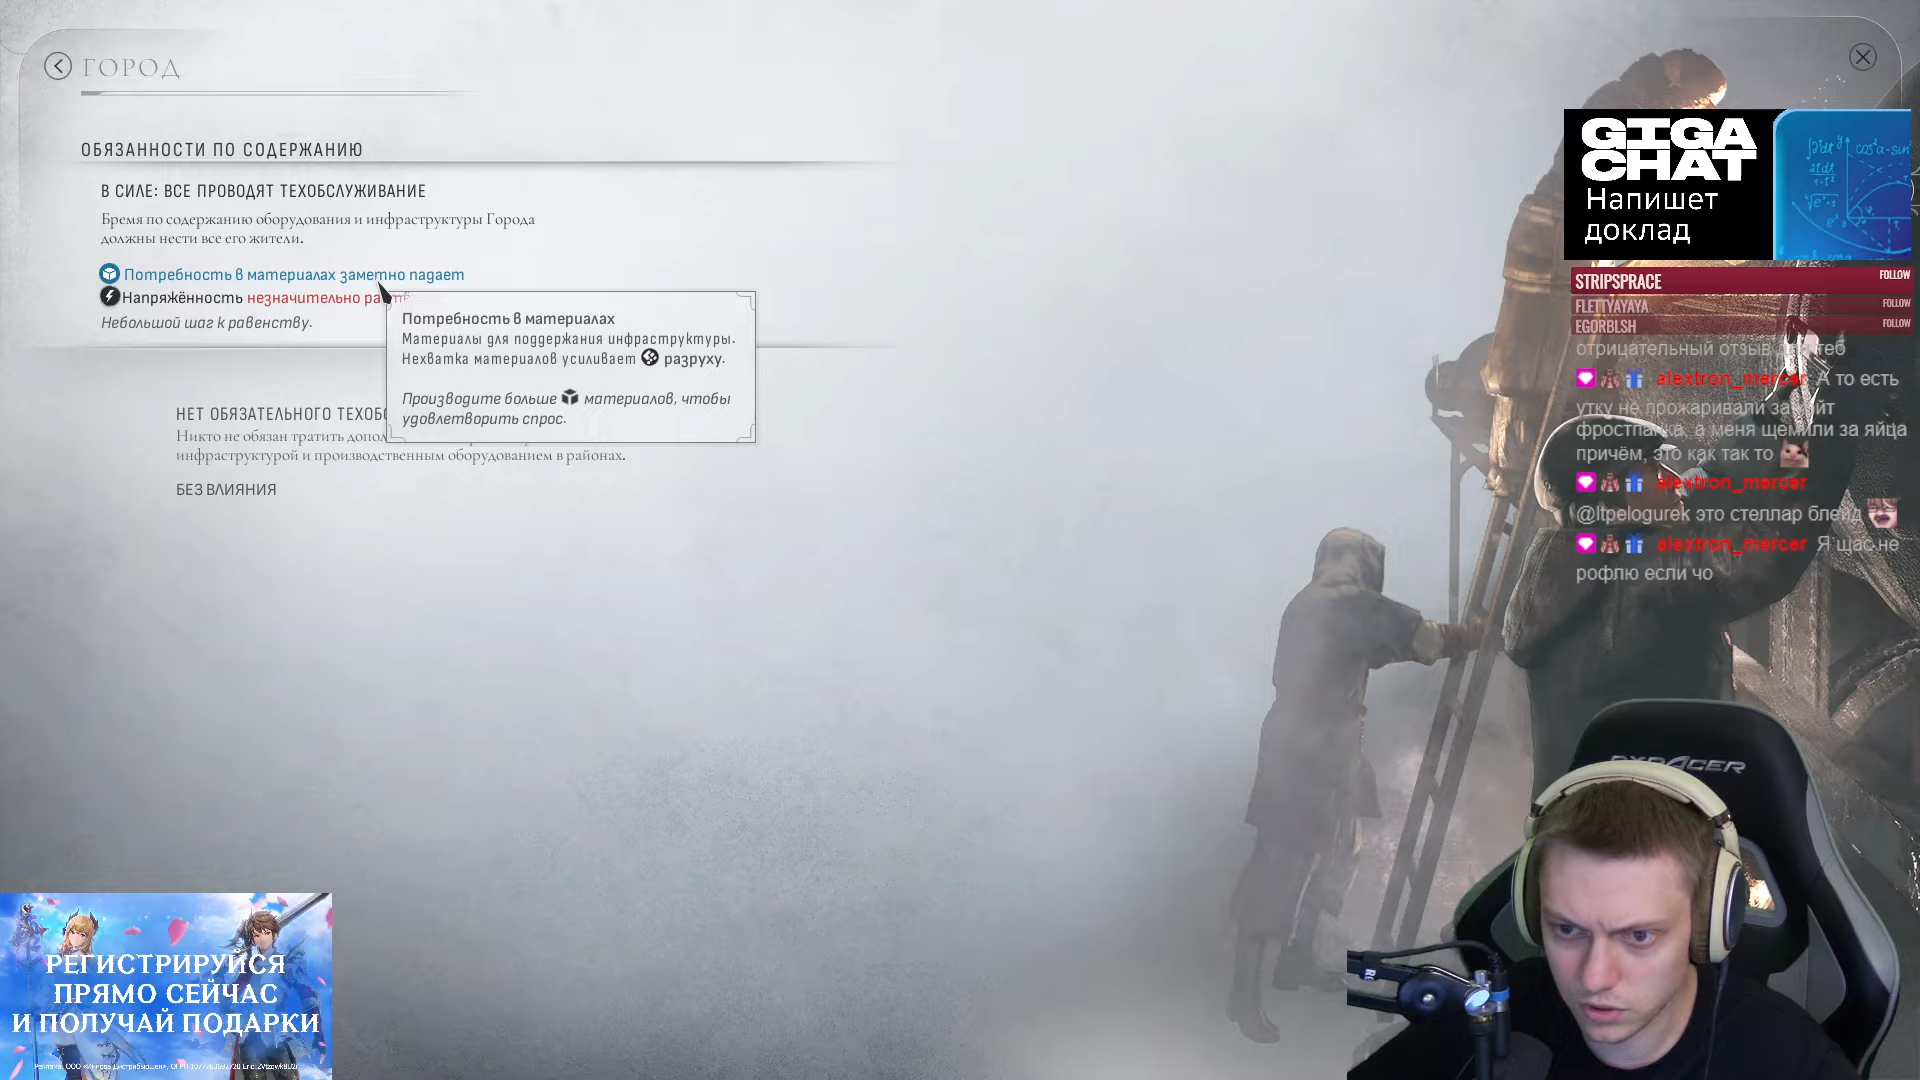 ГОРОД
ОБЯЗАННОСТИ ПО СОДЕРЖАНИЮ
В СИЛЕ: ВСЕ ПРОВОДЯТ ТЕХОБСЛУЖИВАНИЕ
Бремя по содержанию оборудования и инфраструктуры Города
должны нести все его жители.
Потребность в материалах заметно падает
Напряжённость незначительно
Небольшой шаг к равенству.
Потребность в материалах
Материалы для поддержания инфраструктуры.
Нехватка материалов усиливает разруху.
Производите больше материалов, чтобы
удовлетворить спрос.
НЕТ ОБЯЗАТЕЛЬНОГО
Никто не обязан тратить
инфраструктурой и производственным оборудованием в районах.
БЕЗ ВЛИЯНИЯ
GIGA
CHAT
Напишет
доклад
STRIPSPRACE FOLLOW
FLETTYAYAYA FOLLOW
EGORBLSH FOLLOW
отрицательный отзыв
alextron_mercer А то есть
утку не прожаривали
фростпанка, а меня щемили за яйца
причём, это как так то
alextron_mercer
@ltpelogurek это стеллар блейд
alextron_mercer Я щас не
рофлю если чо
DXRACER
РЕГИСТРИРУЙСЯ
ПРЯМО СЕЙЧАС
И ПОЛУЧАЙ ПОДАРКИ